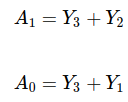 A₁ = Y₃ + Y₂
A₀ = Y₃ + Y₁